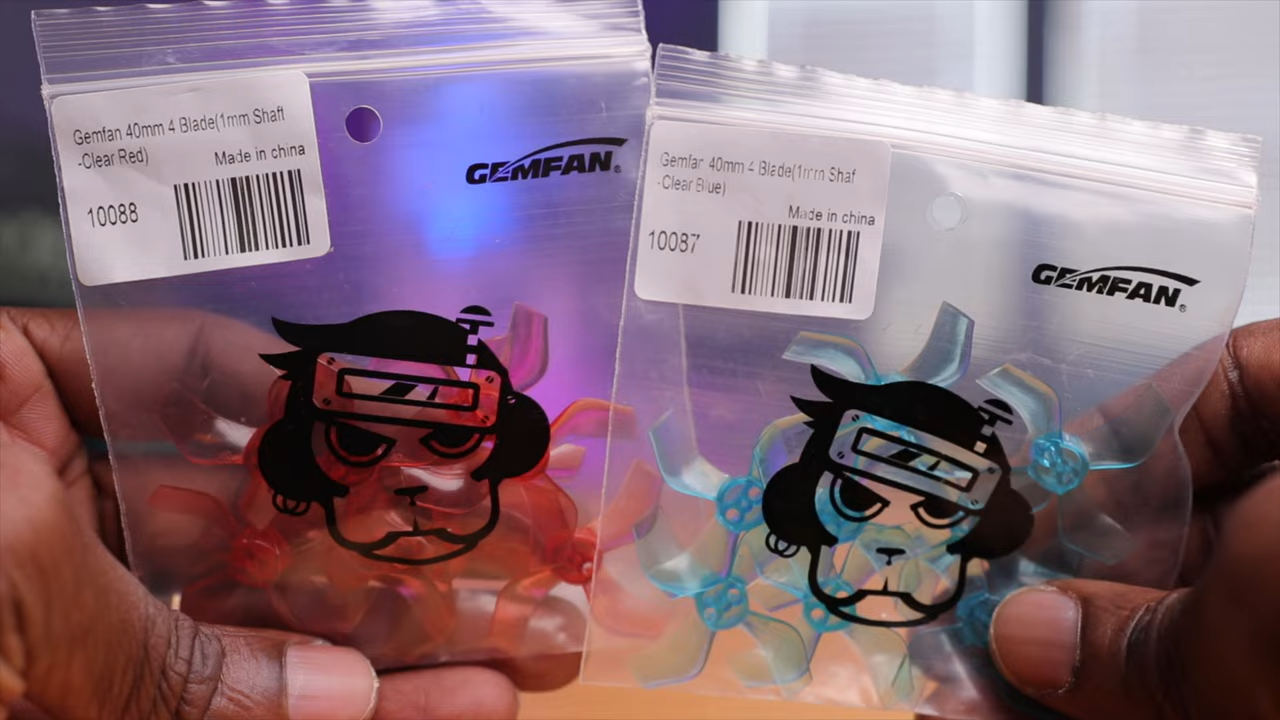 Gemfan 40mm 4 Blade(1mm Shaft
-Clear Red)
Made in china
10088
GEMFAN®
Gemfan 40mm 4 Blade(1mm Shaf
-Clear Blue)
Made in china
10087
GEMFAN®